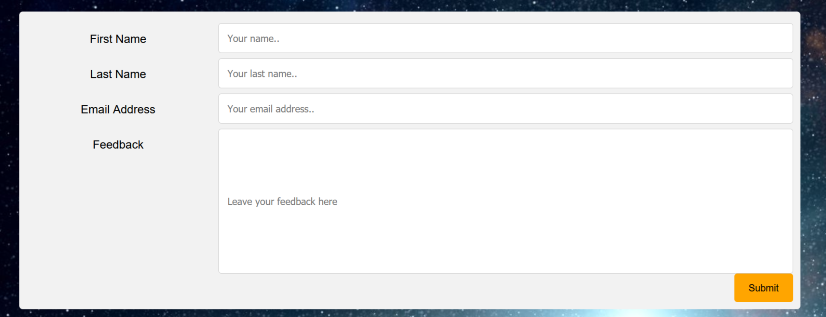 First Name
Your name..
Last Name
Your last name..
Email Address
Your email address..
Feedback
Leave your feedback here
Submit